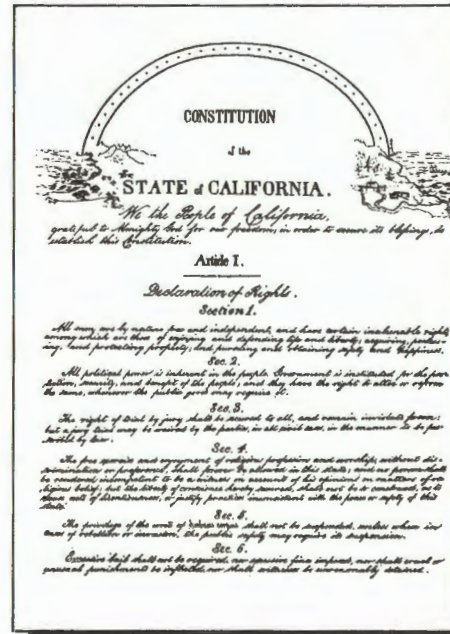 CONSTITUTION
of the
STATE of CALIFORNIA.
We the People of California,
grateful to Almighty God for our freedom, in order to secure its blessings, do
establish this Constitution.
Article I.
Declaration of Rights.
Section 1.
All men are by nature free and independent, and have certain inalienable rights
among which are those of enjoying and defending life and liberty; acquiring, possess-
ing, and protecting property; and pursuing and obtaining safety and happiness.
Sec. 2.
All political power is inherent in the people. Government is instituted for the pro-
tection, security, and benefit of the people; and they have the right to alter or reform
the same, whenever the public good may require it.
Sec. 3.
The right of trial by jury shall be secured to all, and remain inviolate forever:
but a jury trial may be waived by the parties, in all civil cases, in the manner to be pre-
scribed by law.
Sec. 4.
The free exercise and enjoyment of religious profession and worship, without dis-
crimination or preference, shall forever be allowed in this state; and no person shall
be rendered incompetent to be a witness on account of his opinions on matters of re-
ligious belief; but the liberty of conscience hereby secured, shall not be so construed, as to
excuse acts of licentiousness, or justify practices inconsistent with the peace or safety of this
state.
Sec. 5.
The privilege of the writ of habeas corpus shall not be suspended, unless when in
cases of rebellion or invasion, the public safety may require its suspension.
Sec. 6.
Excessive bail shall not be required, nor excessive fines imposed, nor shall cruel or
unusual punishments be inflicted, nor shall witnesses be unreasonably detained.